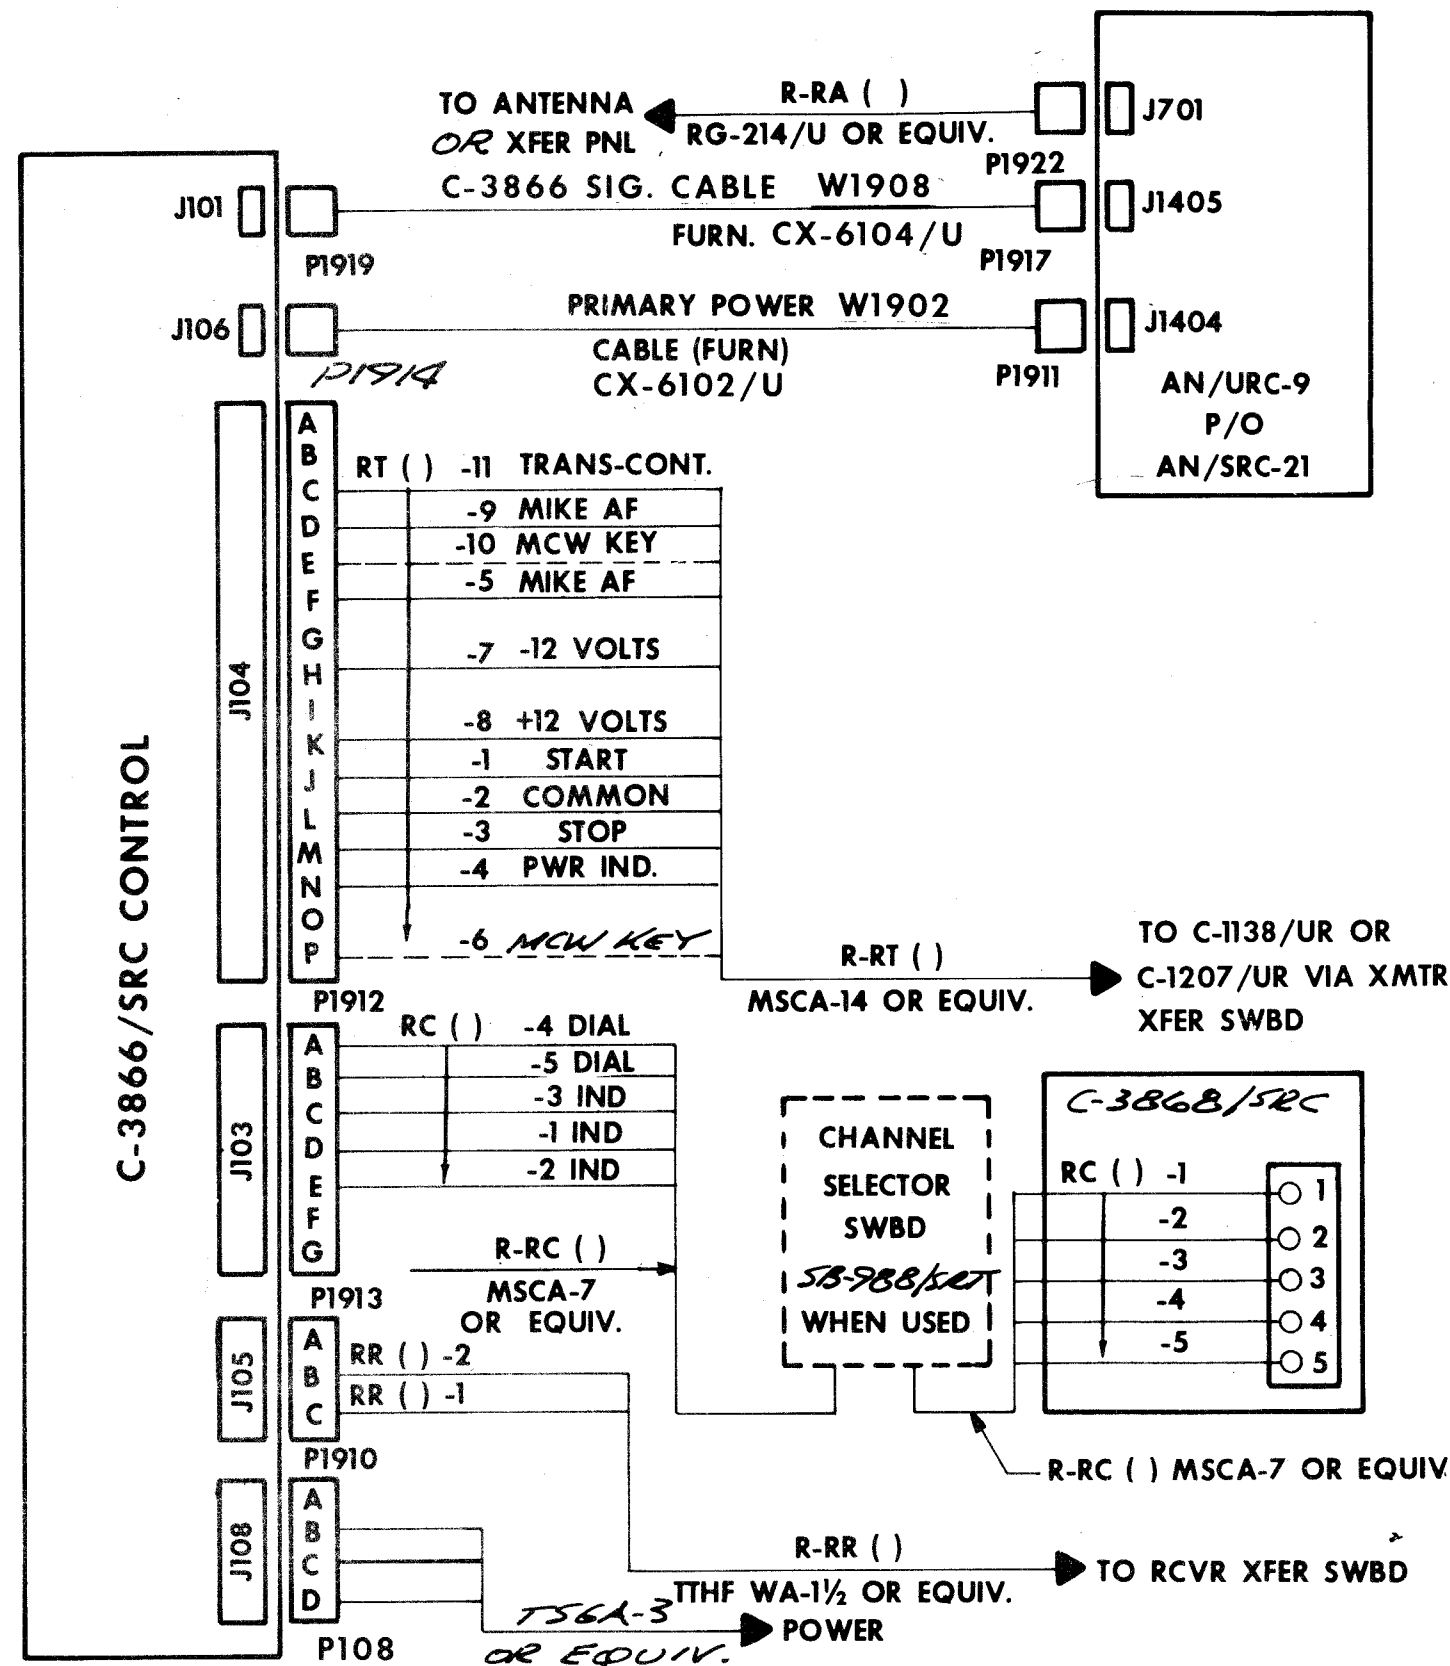 TO ANTENNA
OR XFER PNL
R-RA ( )
RG-214/U OR EQUIV.
P1922
J701
C-3866 SIG. CABLE W1908
FURN. CX-6104/U
J101
P1919
P1917
J1405
PRIMARY POWER W1902
CABLE (FURN)
CX-6102/U
J106
P1914
P1911
J1404
AN/URC-9
P/O
AN/SRC-21
C-3866/SRC CONTROL
J104
A
B
C
D
E
F
G
H
I
K
J
L
M
N
O
P
P1912
RT ( ) -11 TRANS-CONT.
-9 MIKE AF
-10 MCW KEY
-5 MIKE AF
-7 -12 VOLTS
-8 +12 VOLTS
-1 START
-2 COMMON
-3 STOP
-4 PWR IND.
-6 MCW KEY
R-RT ( )
MSCA-14 OR EQUIV.
TO C-1138/UR OR
C-1207/UR VIA XMTR
XFER SWBD
J103
A
B
C
D
E
F
G
P1913
RC ( ) -4 DIAL
-5 DIAL
-3 IND
-1 IND
-2 IND
R-RC ( )
MSCA-7
OR EQUIV.
CHANNEL
SELECTOR
SWBD
SB-988/SRT
WHEN USED
C-3868/SRC
RC ( ) -1
-2
-3
-4
-5
1
2
3
4
5
R-RC ( ) MSCA-7 OR EQUIV
J105
A
B
C
P1910
RR ( ) -2
RR ( ) -1
R-RR ( )
TTHF WA-1½ OR EQUIV.
TO RCVR XFER SWBD
J108
A
B
C
D
P108
TSGA-3
OR EQUIV.
POWER